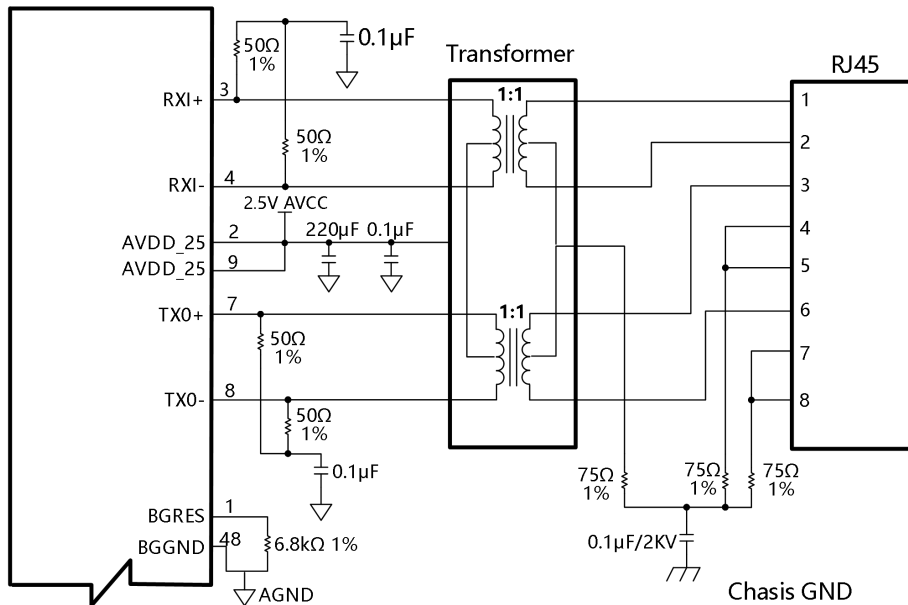 50Ω
1%
0.1μF
Transformer
RJ45
RXI+
3
1:1
1
50Ω
1%
2
RXI-
4
3
2.5V AVCC
4
AVDD_25
2
220μF
0.1μF
5
AVDD_25
9
TX0+
7
1:1
6
50Ω
1%
7
TX0-
8
8
50Ω
1%
0.1μF
75Ω
1%
75Ω
1%
75Ω
1%
BGRES
1
BGGND
48
6.8kΩ 1%
0.1μF/2KV
AGND
Chasis GND